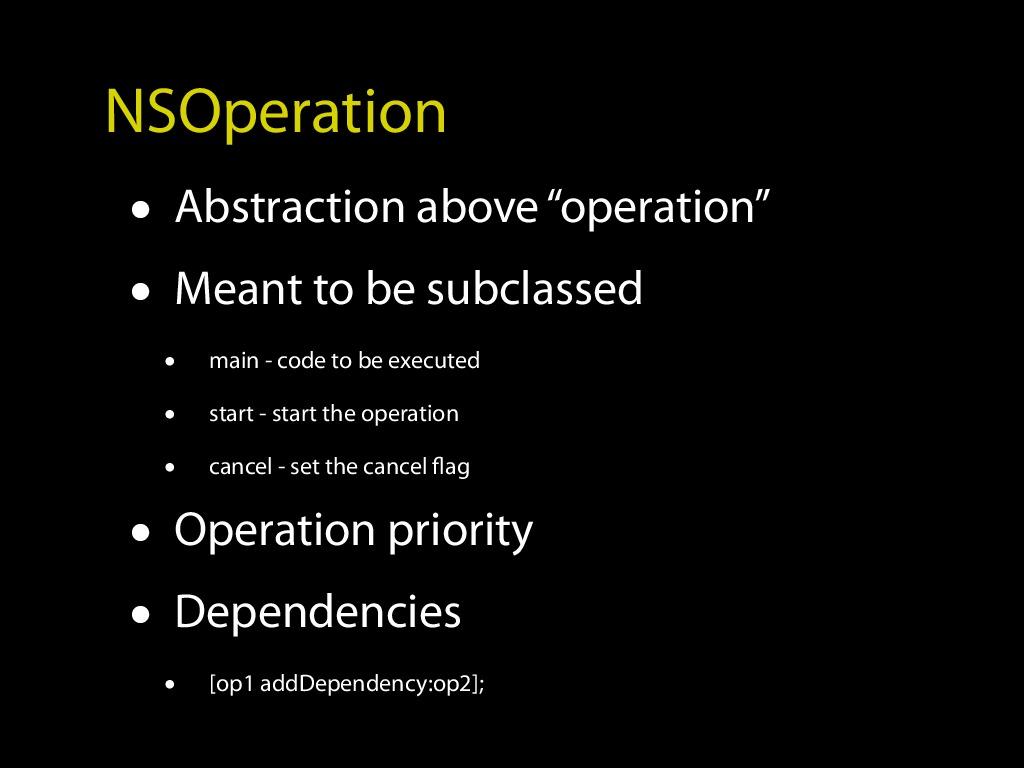 NSOperation
• Abstraction above “operation”
• Meant to be subclassed
• main - code to be executed
• start - start the operation
• cancel - set the cancel flag
• Operation priority
• Dependencies
• [op1 addDependency:op2];